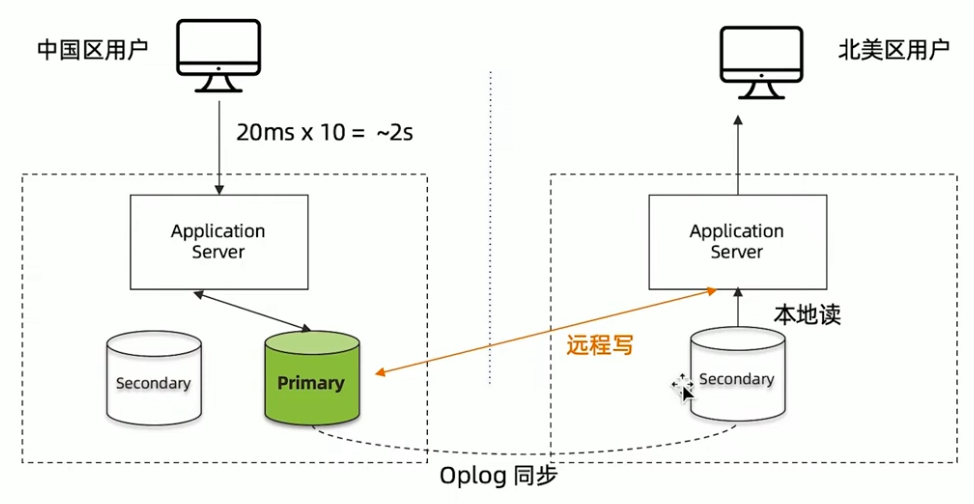 中国区用户
北美区用户
20ms x 10 = ~2s
Application
Server
Application
Server
本地读
远程写
Secondary
Primary
Secondary
Oplog 同步